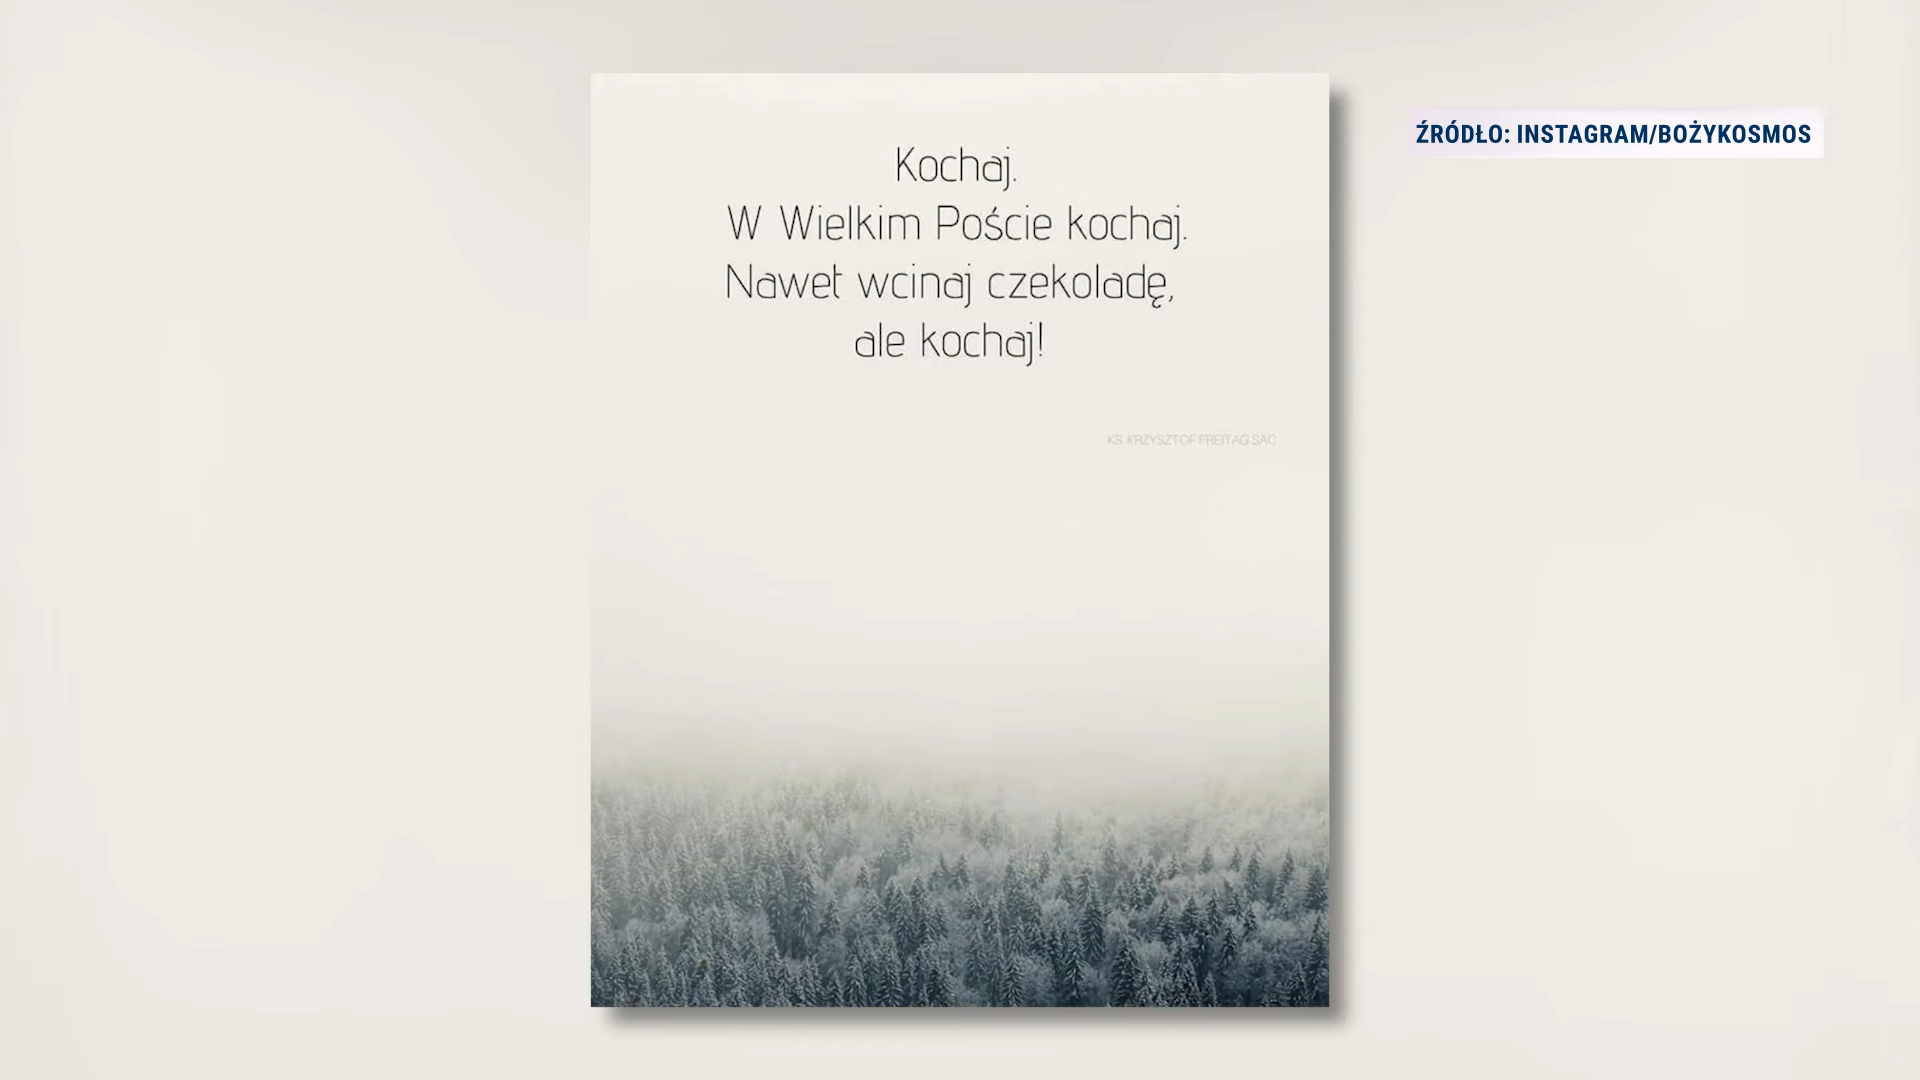 Kochaj.
W Wielkim Poście kochaj.
Nawet wcinaj czekoladę,
ale kochaj!
KS. KRZYSZTOF FREITAG SAC
ŹRÓDŁO: INSTAGRAM/BOŻYKOSMOS